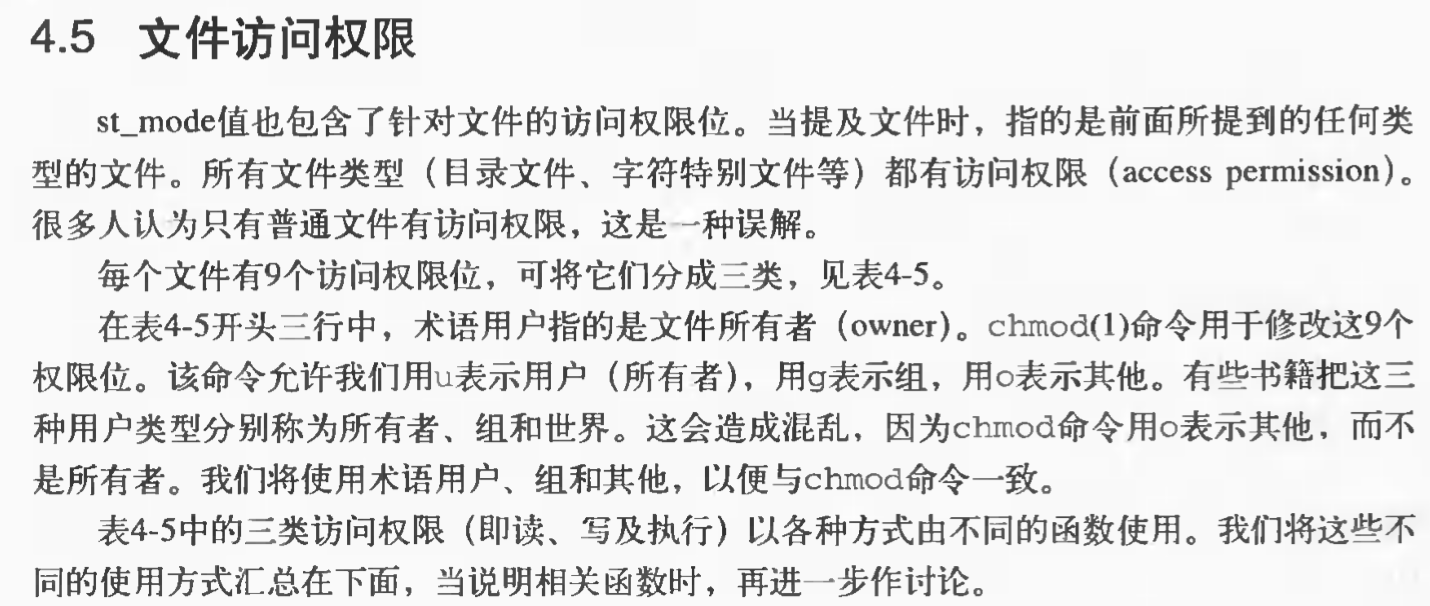 4.5 文件访问权限
st_mode值也包含了针对文件的访问权限位。当提及文件时，指的是前面所提到的任何类
型的文件。所有文件类型（目录文件、字符特别文件等）都有访问权限（access permission）。
很多人认为只有普通文件有访问权限，这是一种误解。
每个文件有9个访问权限位，可将它们分成三类，见表4-5。
在表4-5开头三行中，术语用户指的是文件所有者（owner）。chmod(1)命令用于修改这9个
权限位。该命令允许我们用u表示用户（所有者），用g表示组，用o表示其他。有些书籍把这三
种用户类型分别称为所有者、组和世界。这会造成混乱，因为chmod命令用o表示其他，而不
是所有者。我们将使用术语用户、组和其他，以便与chmod命令一致。
表4-5中的三类访问权限（即读、写及执行）以各种方式由不同的函数使用。我们将这些不
同的使用方式汇总在下面，当说明相关函数时，再进一步作讨论。